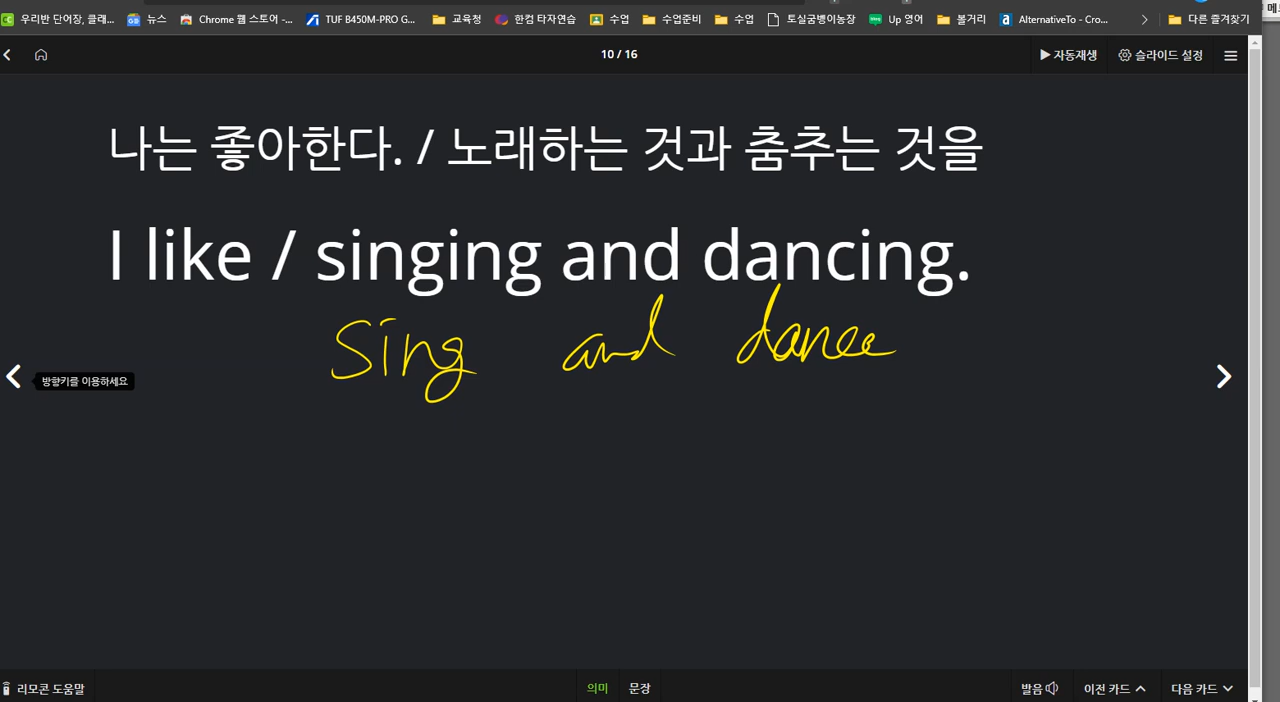 우리반 단어장, 클래... 뉴스 Chrome 웹 스토어 -... TUF B450M-PRO G... 교육청 한컴 타자연습 수업 수업준비 수업 토실굼벵이농장 Up 영어 볼거리 AlternativeTo - Cro... 다른 즐겨찾기
10 / 16 자동재생 슬라이드 설정
나는 좋아한다. / 노래하는 것과 춤추는 것을
I like / singing and dancing.
Sing and dance
방향키를 이용하세요
리모콘 도움말 의미 문장 발음 이전 카드 다음 카드